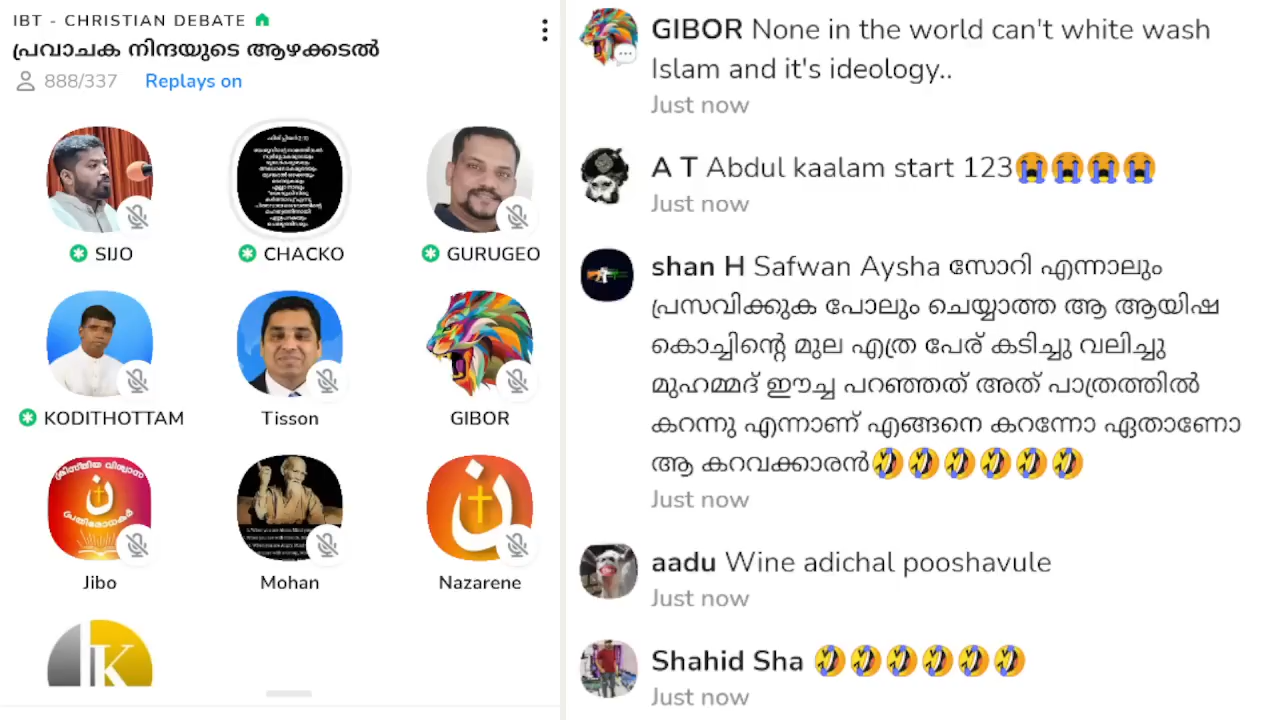 IBT - CHRISTIAN DEBATE
പ്രവാചക നിന്ദയുടെ ആഴക്കടൽ
888/337 Replays on
SIJO
CHACKO
GURUGEO
KODITHOTTAM
Tisson
GIBOR
ن
Jibo
Mohan
ن
Nazarene
K
GIBOR None in the world can't white wash
Islam and it's ideology..
Just now
A T Abdul kaalam start 123😭😭😭😭
Just now
shan H Safwan Aysha സോറി എന്നാലും
പ്രസവിക്കുക പോലും ചെയ്യാത്ത ആ ആയിഷ
കൊച്ചിന്റെ മുല എത്ര പേര് കടിച്ചു വലിച്ചു
മുഹമ്മദ് ഈച്ച പറഞ്ഞത് അത് പാത്രത്തിൽ
കറന്നു എന്നാണ് എങ്ങനെ കറന്നോ ഏതാണോ
ആ കറവക്കാരൻ🤣🤣🤣🤣🤣🤣
Just now
aadu Wine adichal pooshavule
Just now
Shahid Sha 🤣🤣🤣🤣🤣🤣
Just now